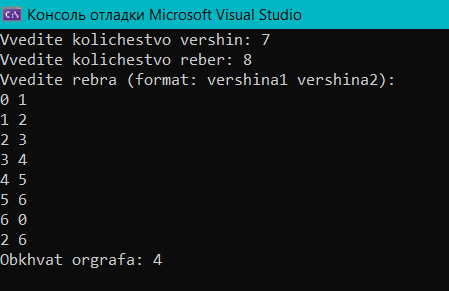 C:\ Консоль отладки Microsoft Visual Studio
Vvedite kolichestvo vershin: 7
Vvedite kolichestvo reber: 8
Vvedite rebra (format: vershina1 vershina2):
0 1
1 2
2 3
3 4
4 5
5 6
6 0
2 6
Obkhvat orgrafa: 4